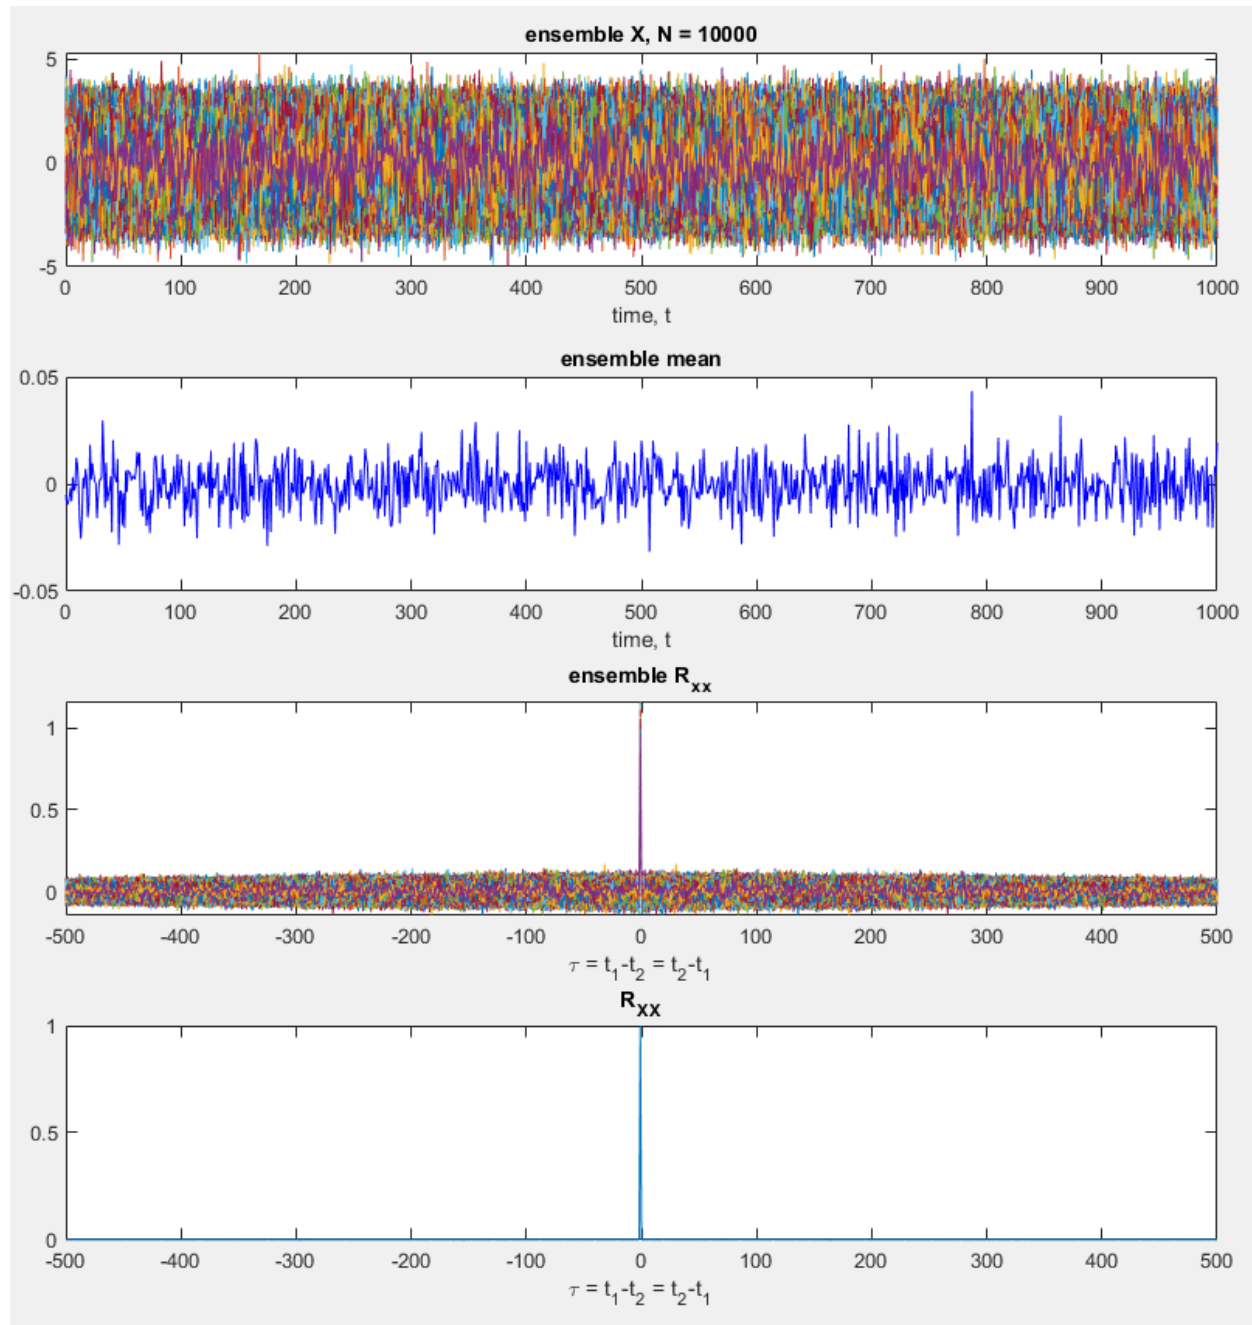 ensemble X, N = 10000
5
0
-5
0 100 200 300 400 500 600 700 800 900 1000
time, t
ensemble mean
0.05
0
-0.05
0 100 200 300 400 500 600 700 800 900 1000
time, t
ensemble R_xx
1
0.5
0
-500 -400 -300 -200 -100 0 100 200 300 400 500
τ = t_1-t_2 = t_2-t_1
R_XX
1
0.5
0
-500 -400 -300 -200 -100 0 100 200 300 400 500
τ = t_1-t_2 = t_2-t_1